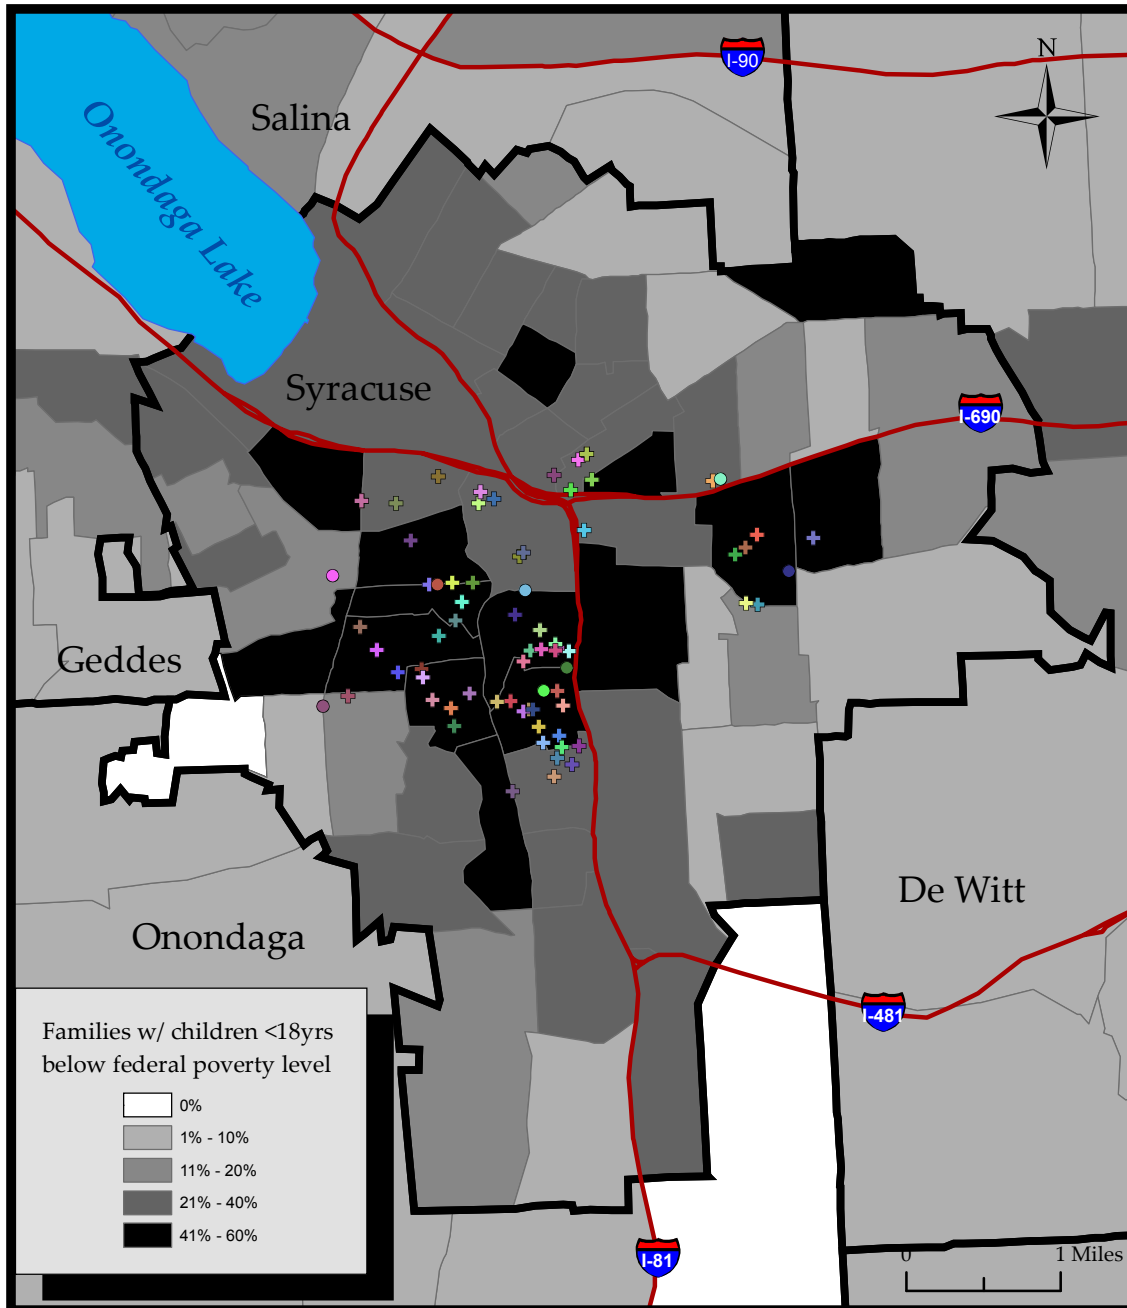 I-90
N
Salina
Onondaga Lake
Syracuse
I-690
Geddes
De Witt
Onondaga
I-481
Families w/ children <18yrs
below federal poverty level
0%
1% - 10%
11% - 20%
21% - 40%
41% - 60%
I-81
0 1 Miles